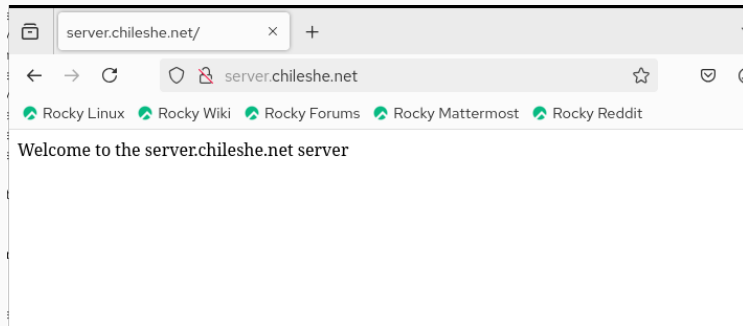 server.chileshe.net/
server.chileshe.net
Rocky Linux Rocky Wiki Rocky Forums Rocky Mattermost Rocky Reddit
Welcome to the server.chileshe.net server